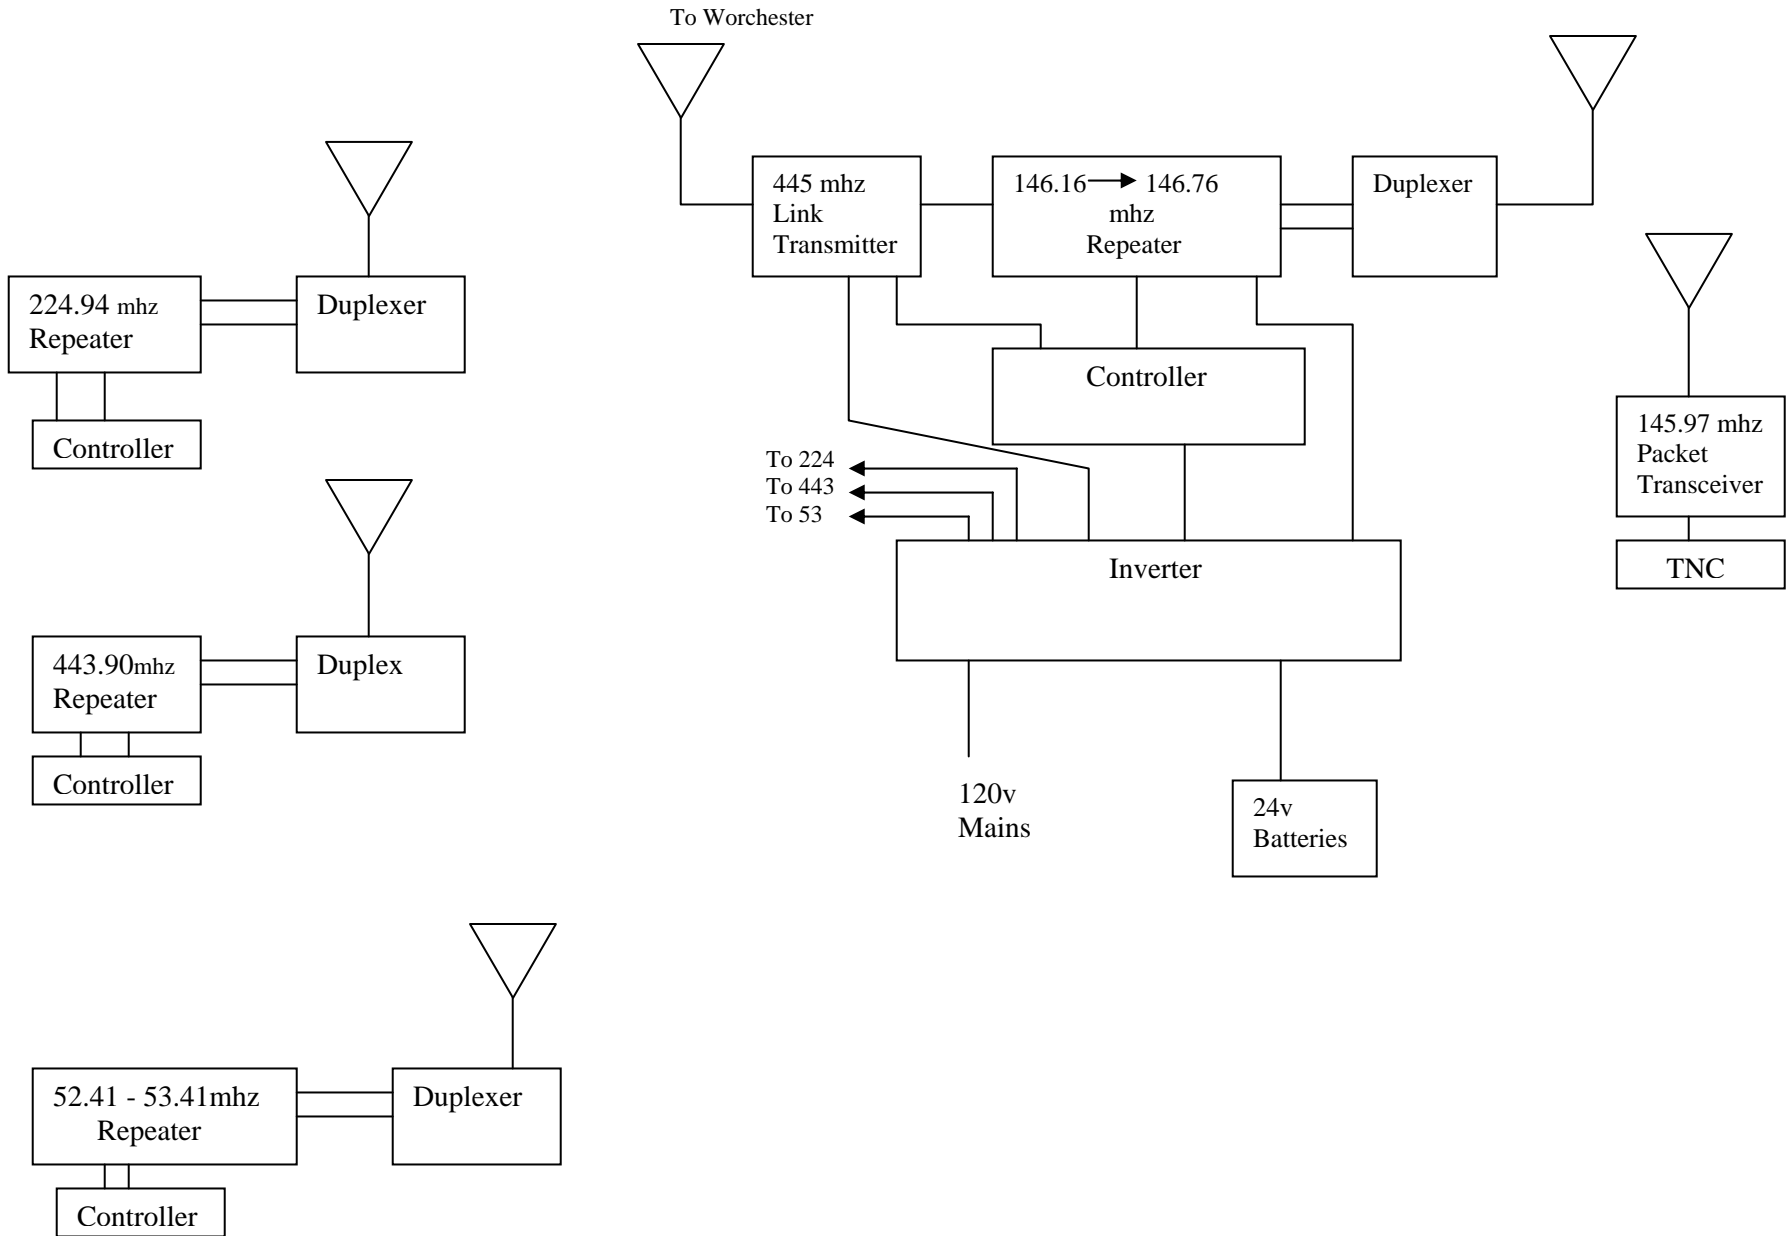 To Worchester
445 mhz
Link
Transmitter
146.16 146.76
mhz
Repeater
Duplexer
224.94 mhz
Repeater
Duplexer
Controller
Controller
145.97 mhz
Packet
Transceiver
TNC
To 224
To 443
To 53
Inverter
443.90mhz
Repeater
Duplex
Controller
120v
Mains
24v
Batteries
52.41 - 53.41mhz
Repeater
Duplexer
Controller